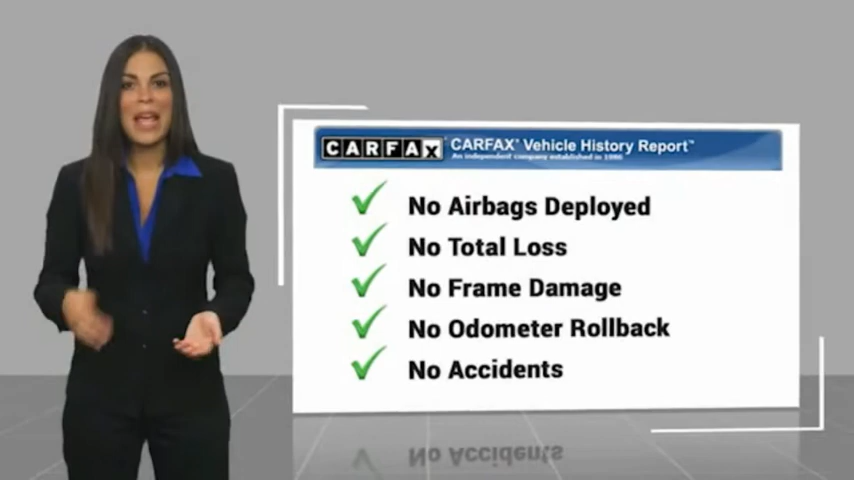 CARFAX CARFAX® Vehicle History Report™
An independent company established in 1986
No Airbags Deployed
No Total Loss
No Frame Damage
No Odometer Rollback
No Accidents
No Accidents